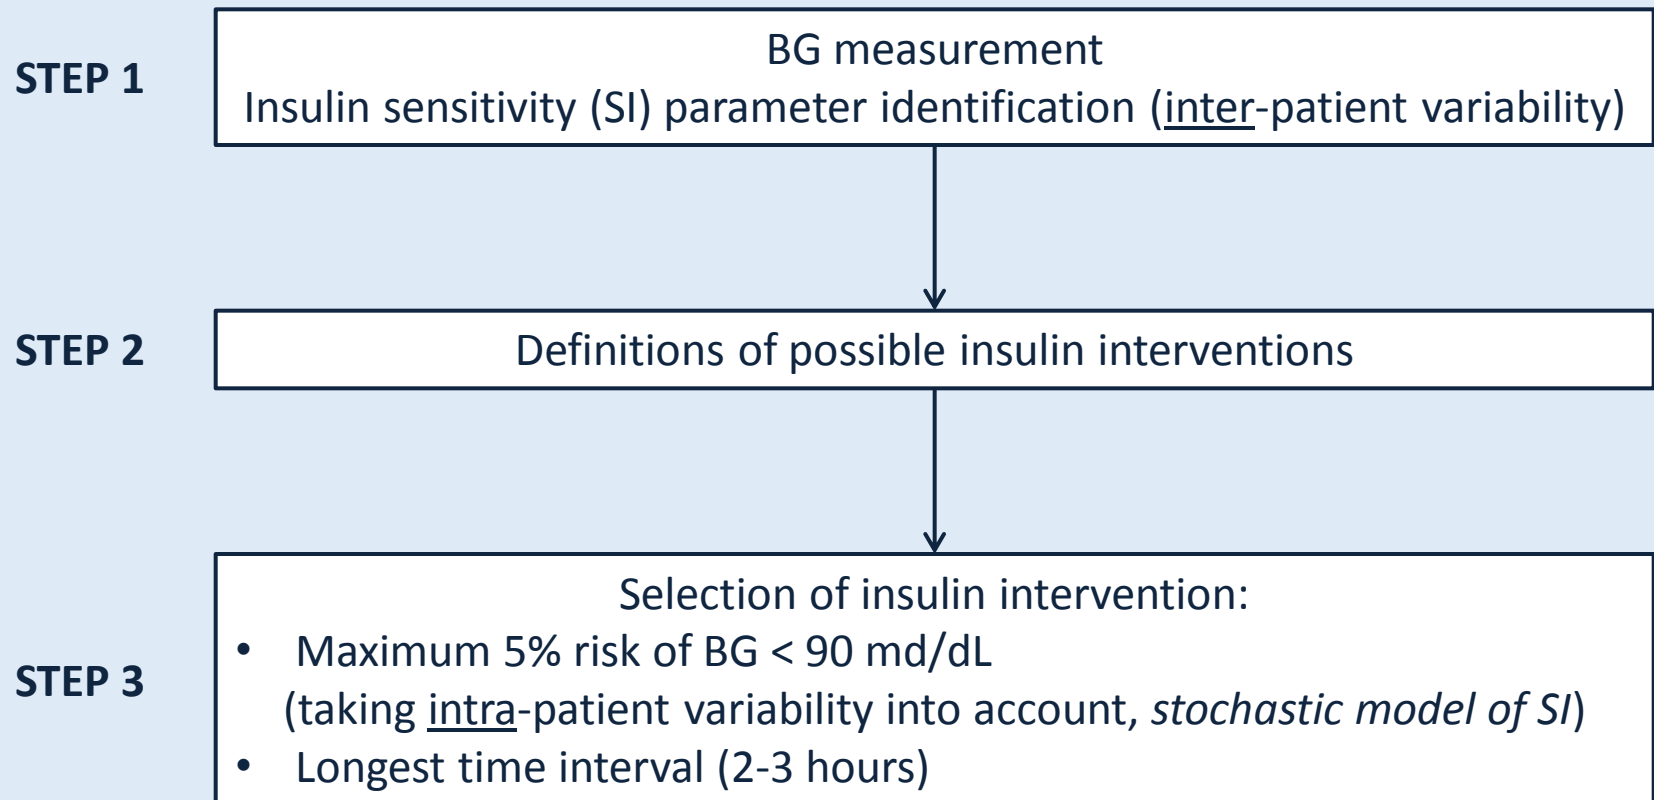 STEP 1
BG measurement
Insulin sensitivity (SI) parameter identification (inter-patient variability)
STEP 2
Definitions of possible insulin interventions
STEP 3
Selection of insulin intervention:
• Maximum 5% risk of BG < 90 md/dL
(taking intra-patient variability into account, stochastic model of SI)
• Longest time interval (2-3 hours)